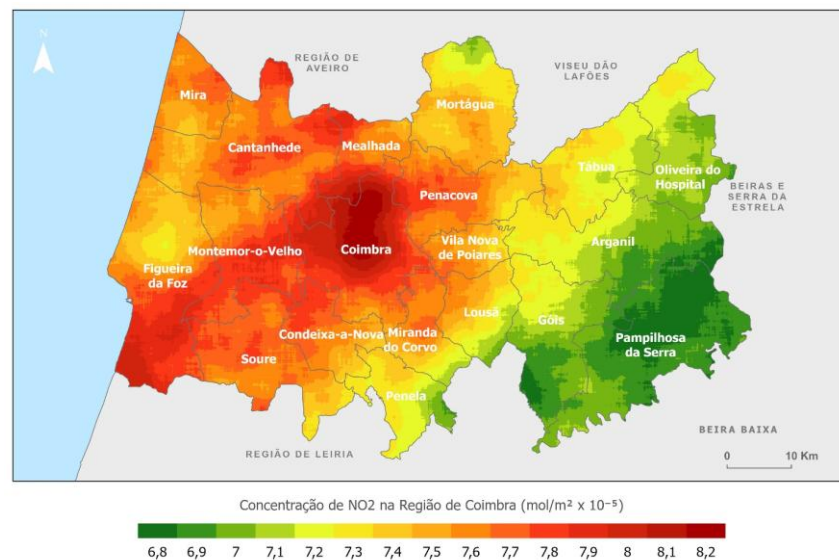 N
REGIÃO DE
AVEIRO
VISEU DÃO
LAFÕES
Mira
Mortágua
Cantanhede
Mealhada
Tábua
Oliveira do
Hospital
BEIRAS E
SERRA DA
ESTRELA
Penacova
Coimbra
Vila Nova
de Poiares
Arganil
Montemor-o-Velho
Figueira
da Foz
Lousã
Góis
Condeixa-a-Nova
Miranda
do Corvo
Pampilhosa
da Serra
Soure
Penela
REGIÃO DE LEIRIA
BEIRA BAIXA
0 10 Km
Concentração de NO2 na Região de Coimbra (mol/m² x 10⁻⁵)
6,8 6,9 7 7,1 7,2 7,3 7,4 7,5 7,6 7,7 7,8 7,9 8 8,1 8,2